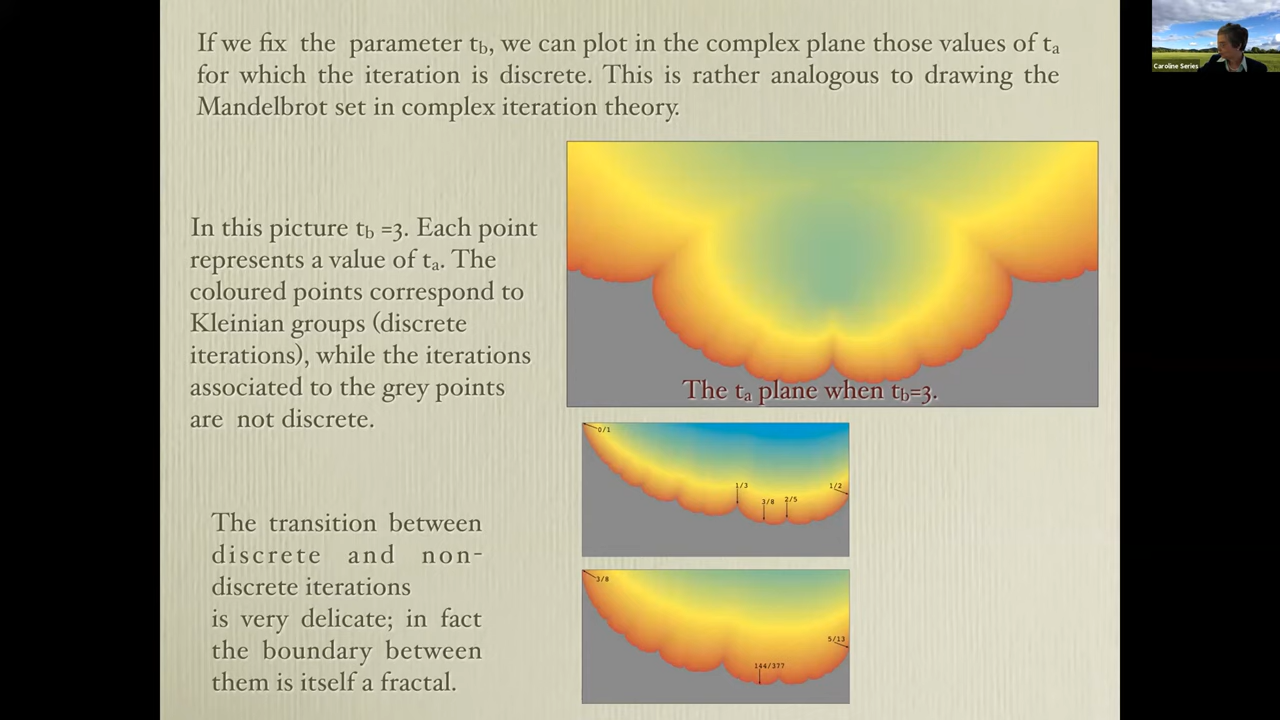 If we fix the parameter tb, we can plot in the complex plane those values of ta
for which the iteration is discrete. This is rather analogous to drawing the
Mandelbrot set in complex iteration theory.
Caroline Series
In this picture tb =3. Each point
represents a value of ta. The
coloured points correspond to
Kleinian groups (discrete
iterations), while the iterations
associated to the grey points
are not discrete.
The ta plane when tb=3.
0/1
1/3
3/8
2/5
1/2
The transition between
discrete and non-
discrete iterations
is very delicate; in fact
the boundary between
them is itself a fractal.
3/8
5/13
144/377